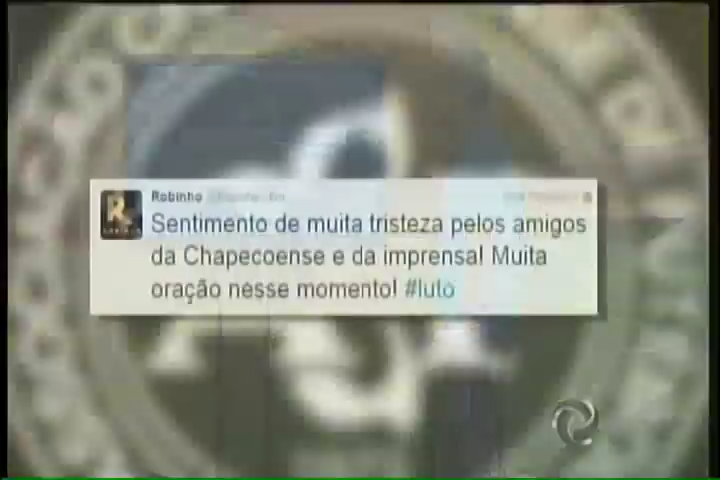 Robinho
Sentimento de muita tristeza pelos amigos
da Chapecoense e da imprensa! Muita
oração nesse momento! #luto